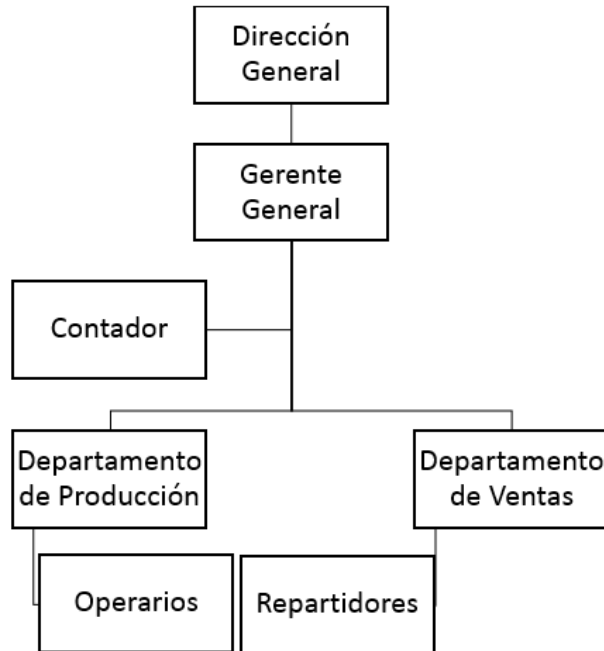 Dirección
General
Gerente
General
Contador
Departamento
de Producción
Departamento
de Ventas
Operarios
Repartidores